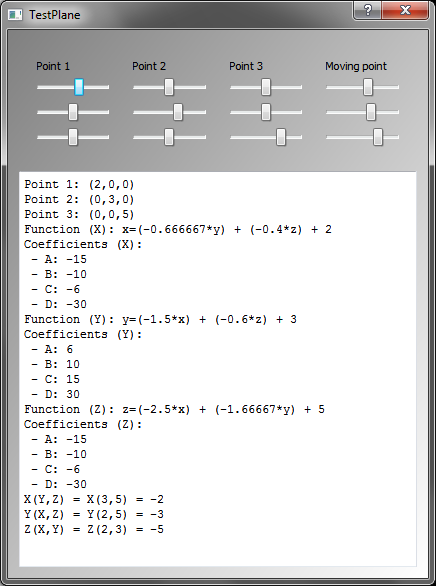 TestPlane
Point 1 Point 2 Point 3 Moving point
Point 1: (2,0,0)
Point 2: (0,3,0)
Point 3: (0,0,5)
Function (X): x=(-0.666667*y) + (-0.4*z) + 2
Coefficients (X):
- A: -15
- B: -10
- C: -6
- D: -30
Function (Y): y=(-1.5*x) + (-0.6*z) + 3
Coefficients (Y):
- A: 6
- B: 10
- C: 15
- D: 30
Function (Z): z=(-2.5*x) + (-1.66667*y) + 5
Coefficients (Z):
- A: -15
- B: -10
- C: -6
- D: -30
X(Y,Z) = X(3,5) = -2
Y(X,Z) = Y(2,5) = -3
Z(X,Y) = Z(2,3) = -5